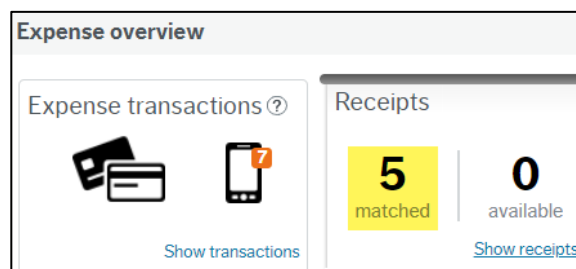 Expense overview
Expense transactions ?
7
Show transactions
Receipts
5
matched
0
available
Show receipts